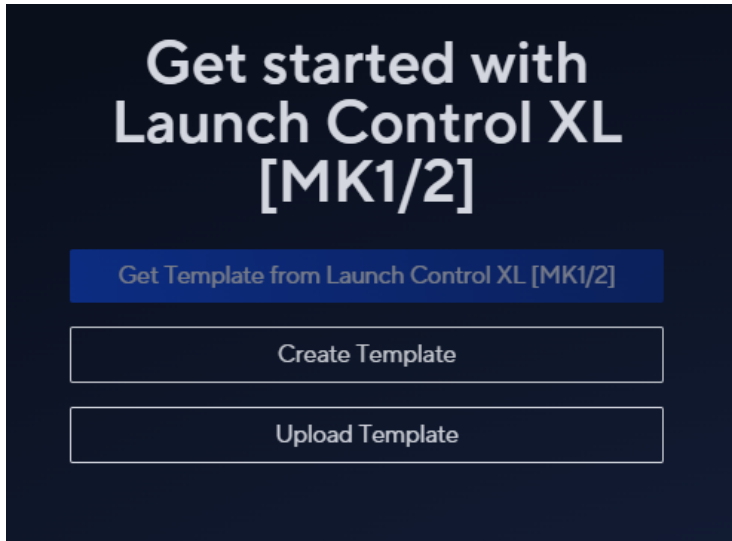 Get started with
Launch Control XL
[MK1/2]
Get Template from Launch Control XL [MK1/2]
Create Template
Upload Template